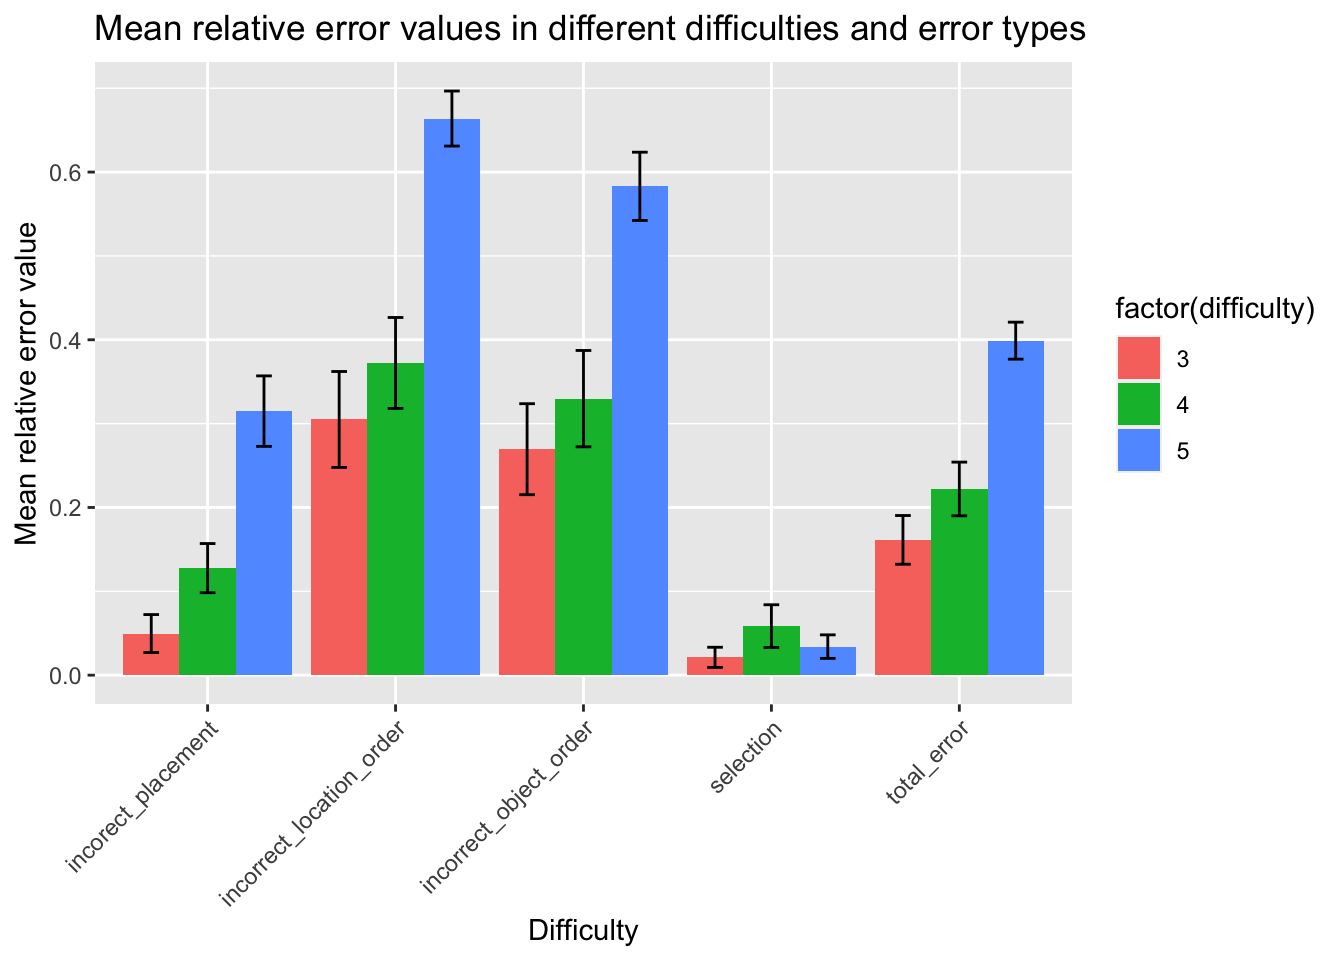 Mean relative error values in different difficulties and error types
Mean relative error value
0.6
0.4
0.2
0.0
incorect_placement
incorrect_location_order
incorrect_object_order
selection
total_error
Difficulty
factor(difficulty)
3
4
5